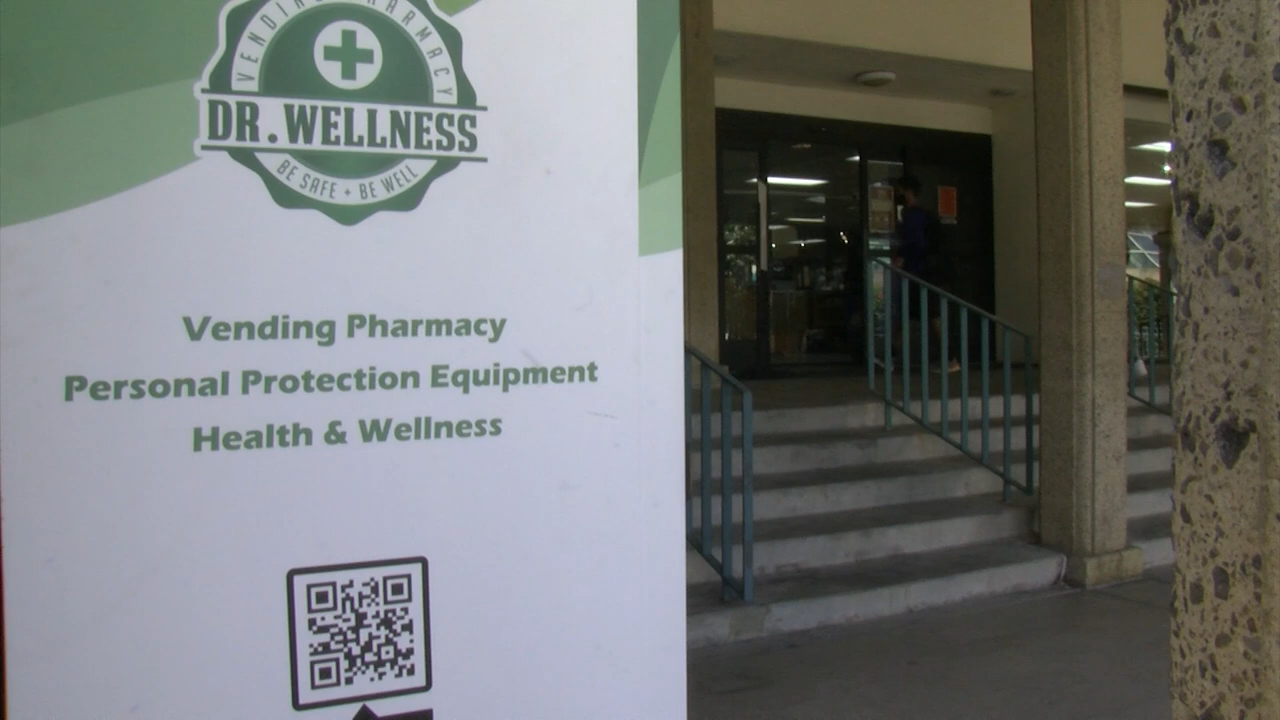 VENDING PHARMACY
DR. WELLNESS
BE SAFE + BE WELL
Vending Pharmacy
Personal Protection Equipment
Health & Wellness